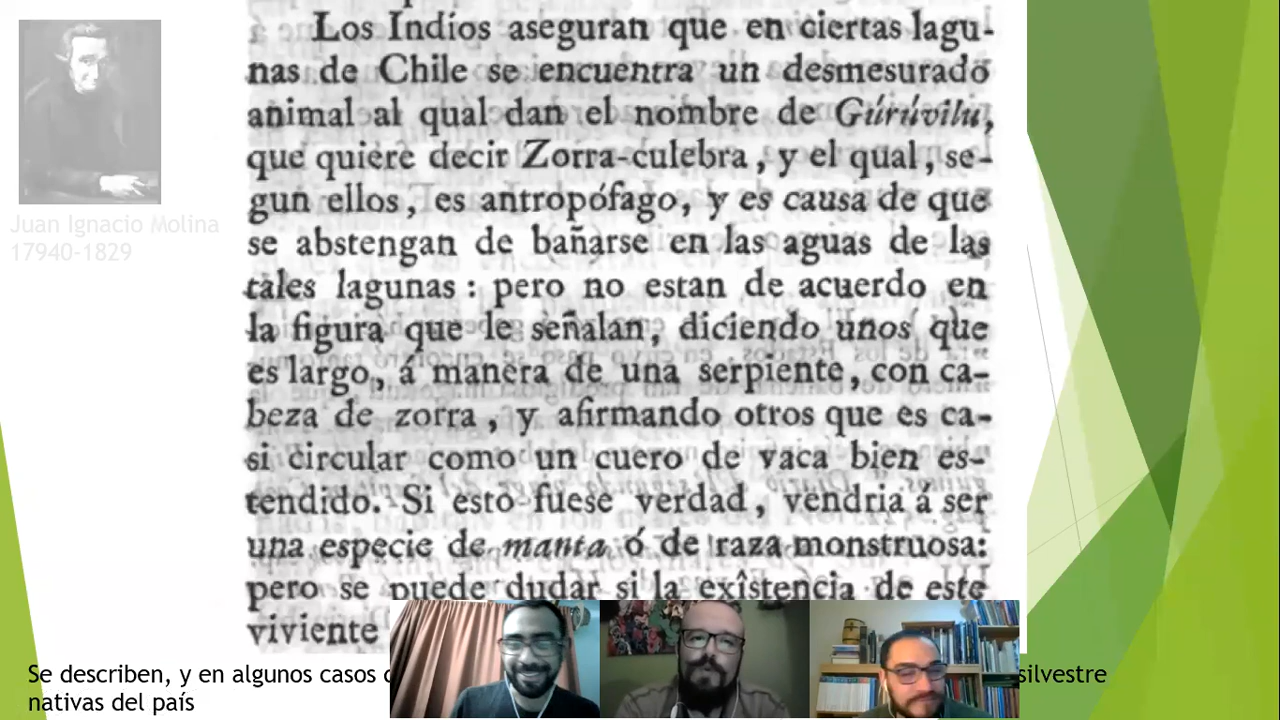 Los Indíos aseguran que en ciertas lagu-
nas de Chile se encuentra un desmesurado
animal al qual dan el nombre de Gúrúvilu,
que quiere decir Zorra-culebra, y el qual, se-
gun ellos, es antropófago, y es causa de que
se abstengan de bañarse en las aguas de las
tales lagunas: pero no estan de acuerdo en
la figura que le señalan, diciendo unos que
es largo, á manera de una serpiente, con ca-
beza de zorra, y afirmando otros que es ca-
si circular como un cuero de vaca bien es-
tendido. Si esto fuese verdad, vendria á ser
una especie de manta ó de raza monstruosa:
pero se puede dudar si la exîstencia de este
viviente
Juan Ignacio Molina
17940-1829
Se describen, y en algunos casos silvestre
nativas del país